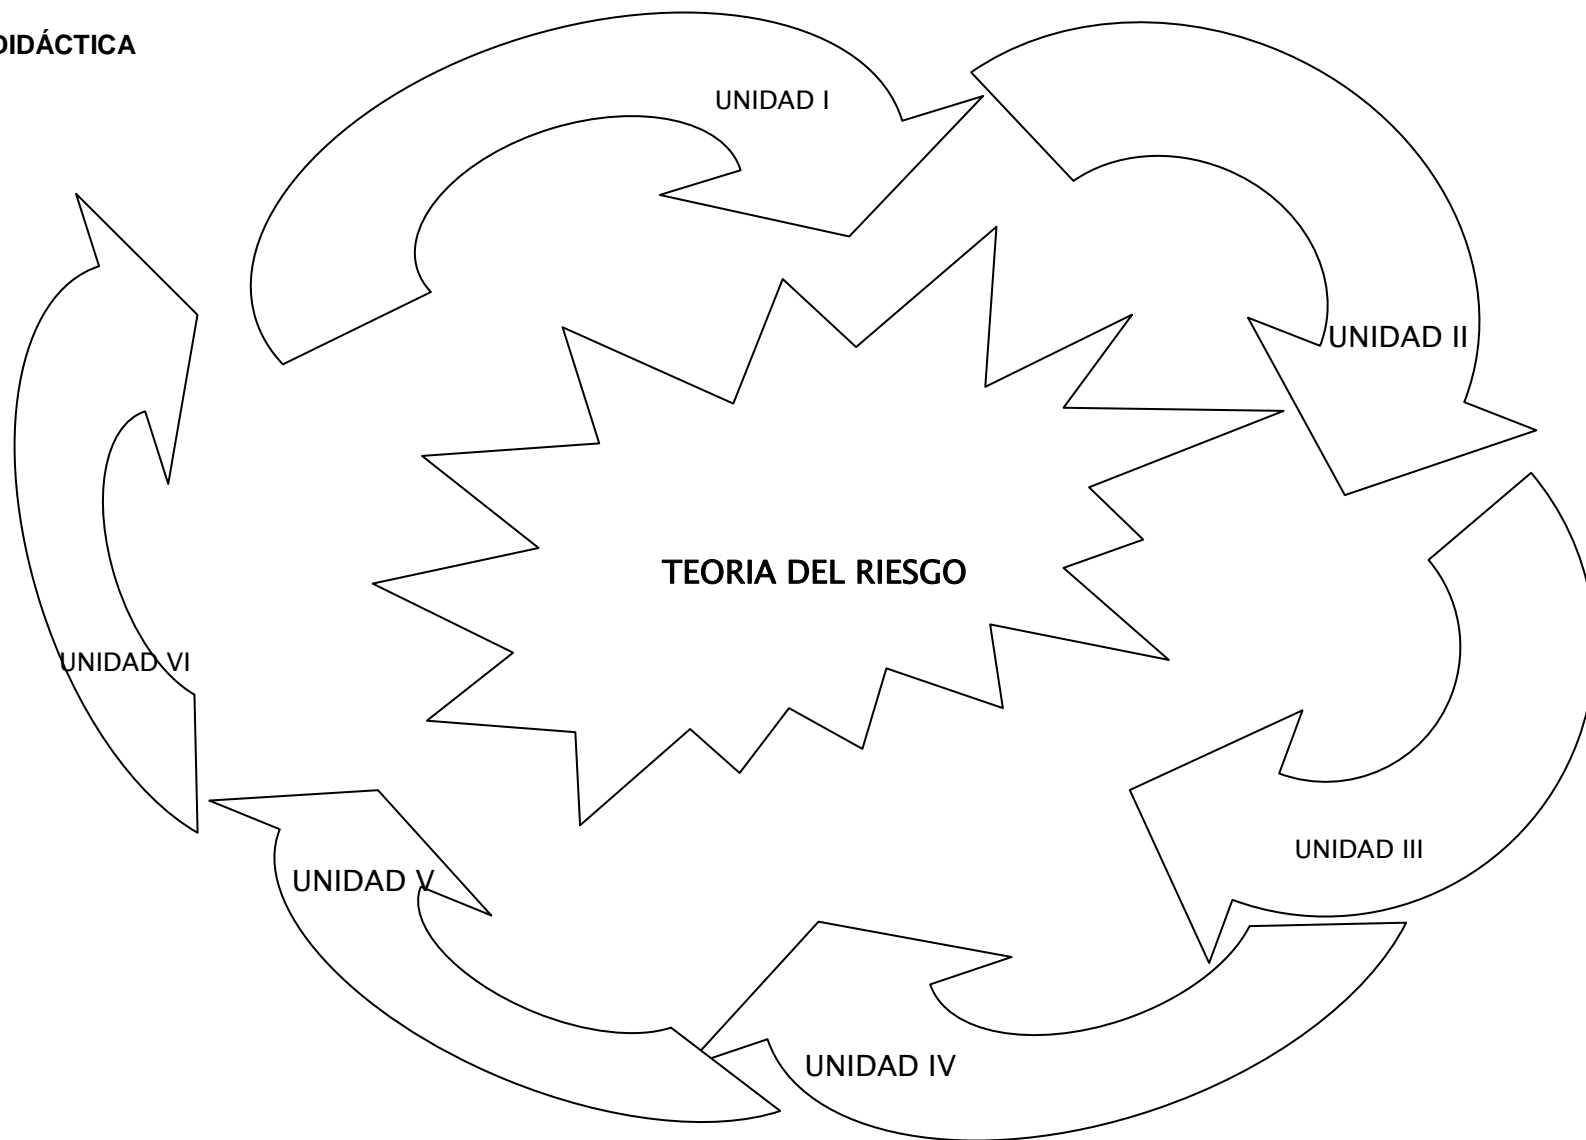 DIDÁCTICA
UNIDAD I
UNIDAD II
TEORIA DEL RIESGO
UNIDAD VI
UNIDAD III
UNIDAD V
UNIDAD IV